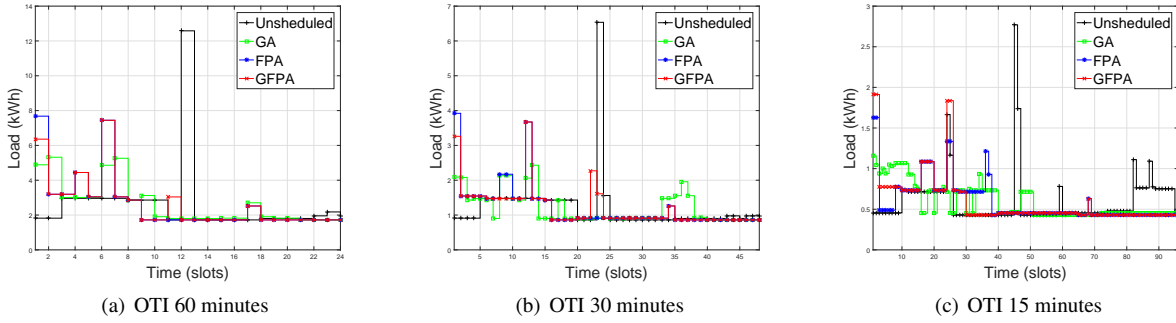 14
12
10
8
6
4
2
0
Load (kWh)
2 4 6 8 10 12 14 16 18 20 22 24
Time (slots)
Unsheduled
GA
FPA
GFPA
(a) OTI 60 minutes
7
6
5
4
3
2
1
0
Load (kWh)
5 10 15 20 25 30 35 40 45
Time (slots)
Unsheduled
GA
FPA
GFPA
(b) OTI 30 minutes
3
2.5
2
1.5
1
0.5
0
Load (kWh)
10 20 30 40 50 60 70 80 90
Time (slots)
Unsheduled
GA
FPA
GFPA
(c) OTI 15 minutes